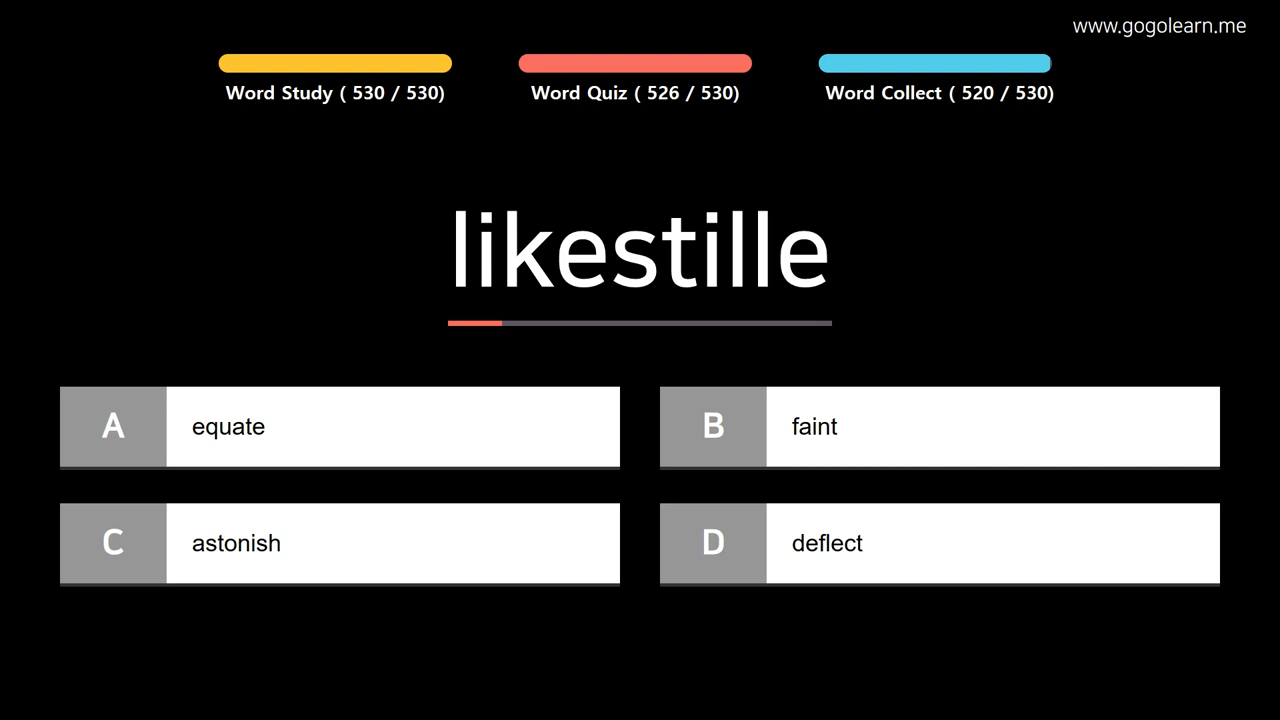 www.gogolearn.me
Word Study ( 530 / 530)
Word Quiz ( 526 / 530)
Word Collect ( 520 / 530)
likestille
A equate
B faint
C astonish
D deflect